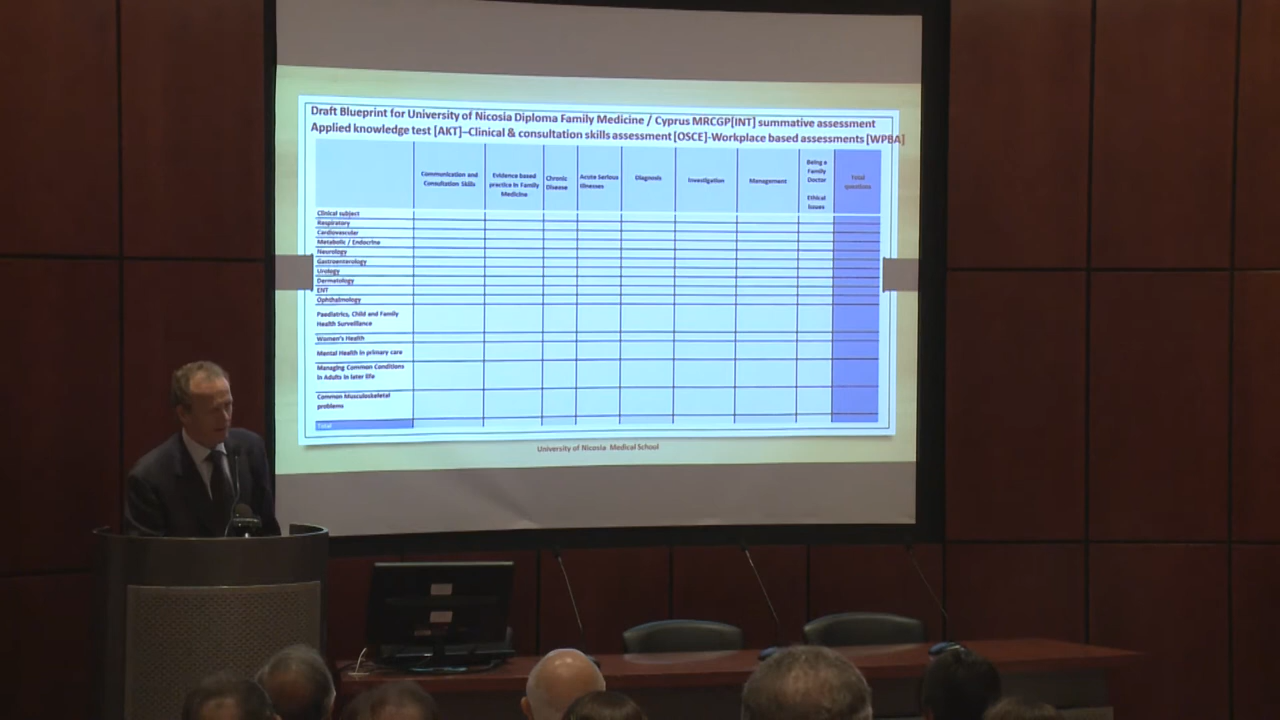 Draft Blueprint for University of Nicosia Diploma Family Medicine / Cyprus MRCGP[INT] summative assessment
Applied knowledge test [AKT]–Clinical & consultation skills assessment [OSCE]-Workplace based assessments [WPBA]
Communication and
Consultation Skills
Evidence based
practice in Family
Medicine
Chronic
Disease
Acute Serious
Illnesses
Diagnosis
Investigation
Management
Being a
Family
Doctor
Ethical
Issues
Total
questions
Clinical subject
Respiratory
Cardiovascular
Metabolic / Endocrine
Neurology
Gastroenterology
Urology
Dermatology
ENT
Ophthalmology
Paediatrics, Child and Family
Health Surveillance
Women's Health
Mental Health in primary care
Managing Common Conditions
in Adults in later life
Common Musculoskeletal
problems
Total
University of Nicosia Medical School